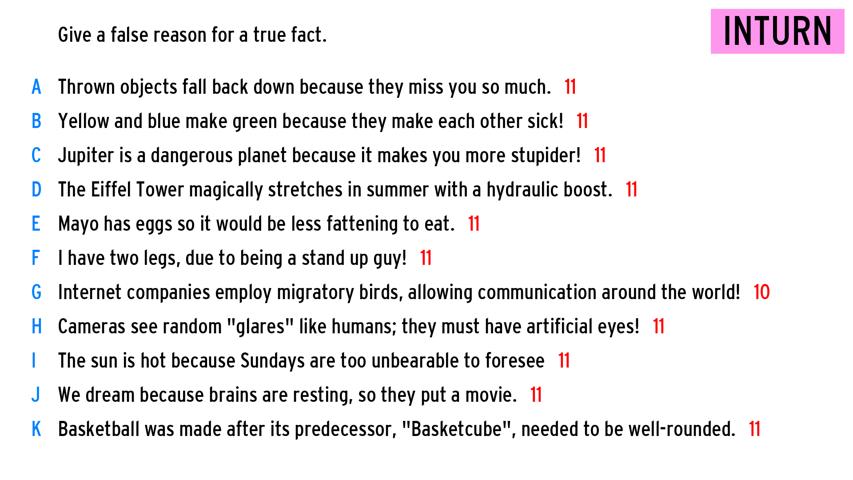 Give a false reason for a true fact.
INTURN
A Thrown objects fall back down because they miss you so much. 11
B Yellow and blue make green because they make each other sick! 11
C Jupiter is a dangerous planet because it makes you more stupider! 11
D The Eiffel Tower magically stretches in summer with a hydraulic boost. 11
E Mayo has eggs so it would be less fattening to eat. 11
F I have two legs, due to being a stand up guy! 11
G Internet companies employ migratory birds, allowing communication around the world! 10
H Cameras see random "glares" like humans; they must have artificial eyes! 11
I The sun is hot because Sundays are too unbearable to foresee 11
J We dream because brains are resting, so they put a movie. 11
K Basketball was made after its predecessor, "Basketcube", needed to be well-rounded. 11